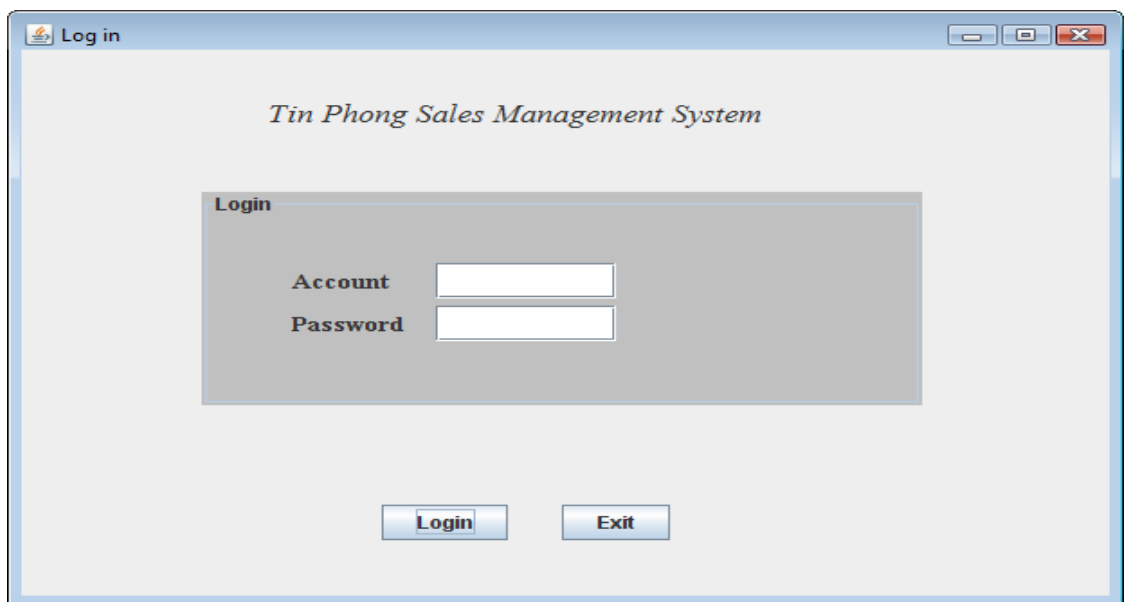 Log in
Tin Phong Sales Management System
Login
Account
Password
Login Exit